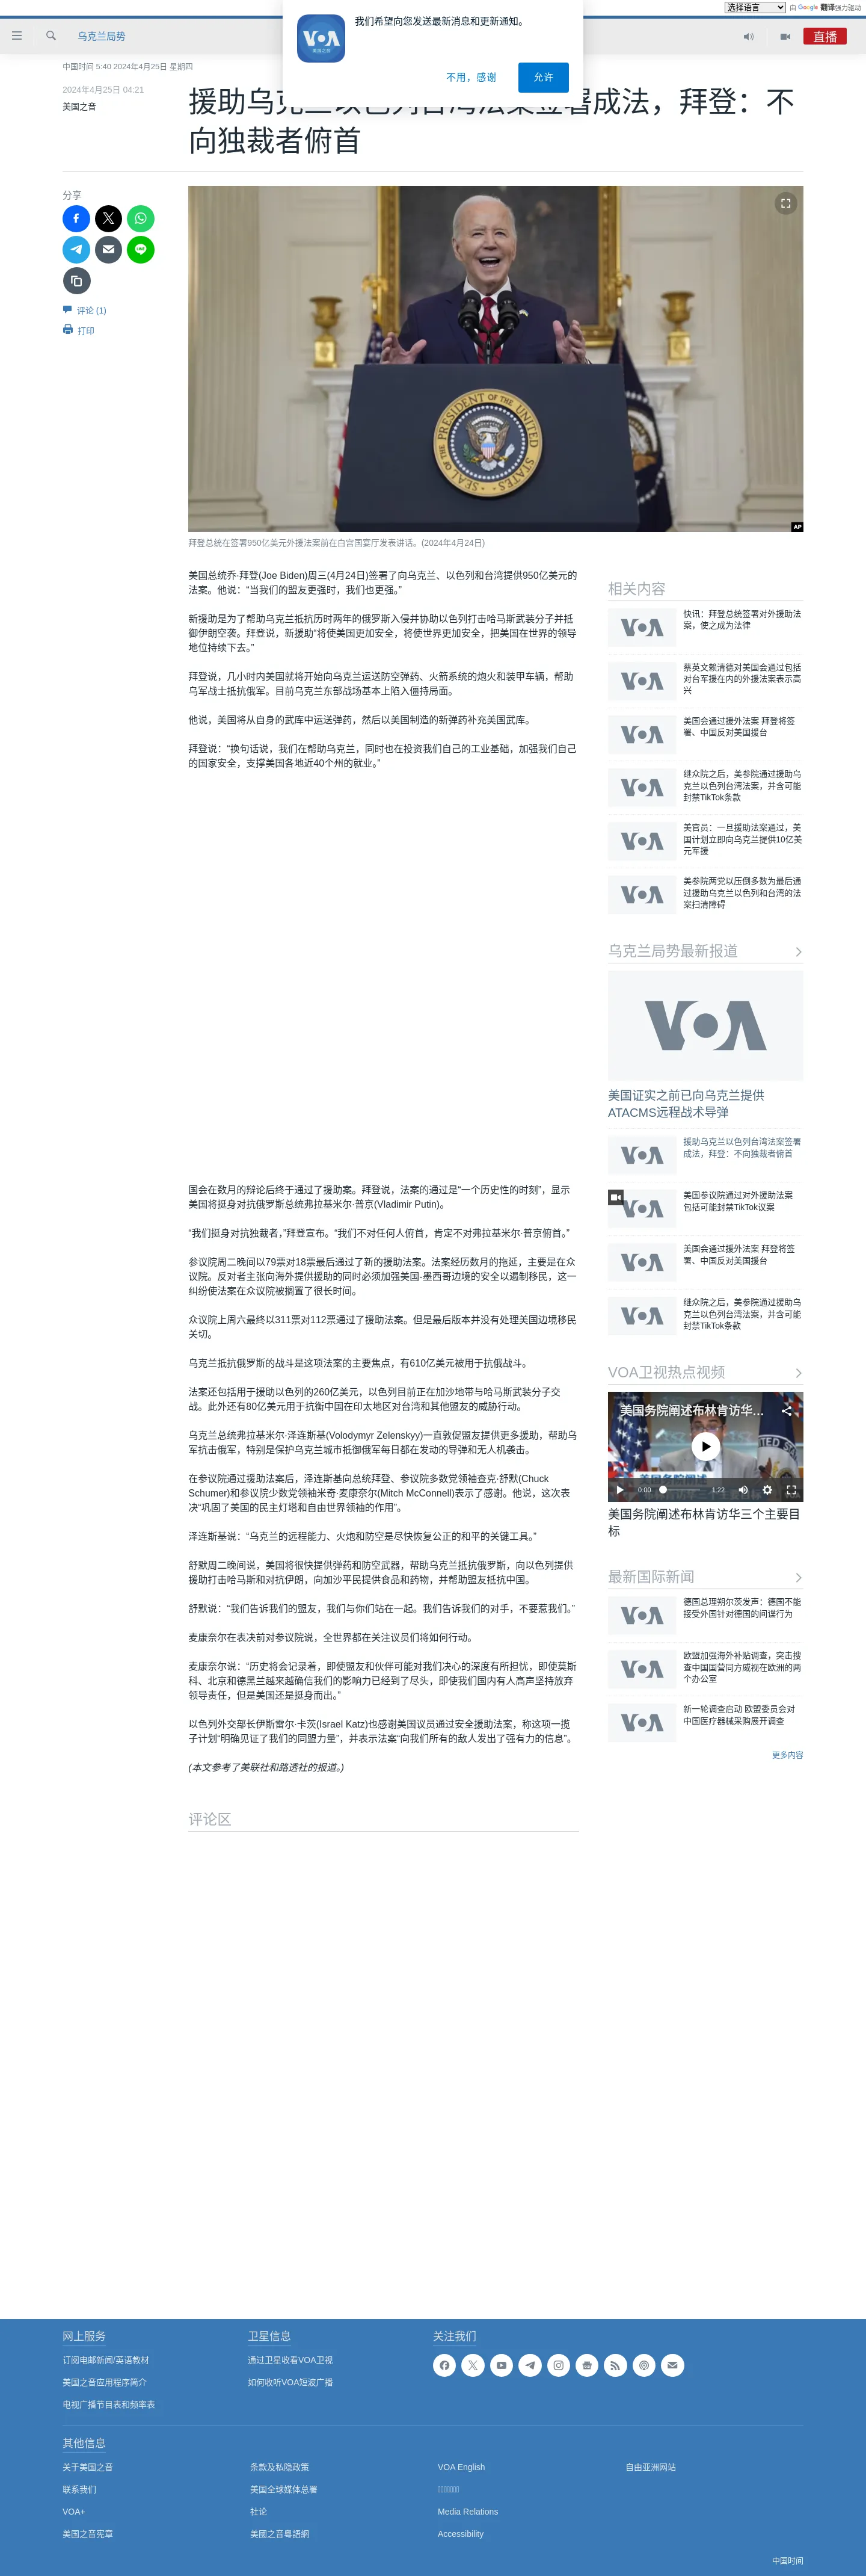 选择语言 由 Google 翻译强力驱动
我们希望向您发送最新消息和更新通知。
不用，感谢
允许
乌克兰局势
直播
中国时间 5:40 2024年4月25日 星期四
2024年4月25日 04:21
美国之音
援助乌克兰以色列台湾法案签署成法，拜登：不
向独裁者俯首
分享
评论 (1)
打印
AP
拜登总统在签署950亿美元外援法案前在白宫国宴厅发表讲话。(2024年4月24日)
美国总统乔·拜登(Joe Biden)周三(4月24日)签署了向乌克兰、以色列和台湾提供950亿美元的
法案。他说：“当我们的盟友更强时，我们也更强。”
新援助是为了帮助乌克兰抵抗历时两年的俄罗斯入侵并协助以色列打击哈马斯武装分子并抵
御伊朗空袭。拜登说，新援助“将使美国更加安全，将使世界更加安全，把美国在世界的领导
地位持续下去。”
拜登说，几小时内美国就将开始向乌克兰运送防空弹药、火箭系统的炮火和装甲车辆，帮助
乌军战士抵抗俄军。目前乌克兰东部战场基本上陷入僵持局面。
他说，美国将从自身的武库中运送弹药，然后以美国制造的新弹药补充美国武库。
拜登说：“换句话说，我们在帮助乌克兰，同时也在投资我们自己的工业基础，加强我们自己
的国家安全，支撑美国各地近40个州的就业。”
国会在数月的辩论后终于通过了援助案。拜登说，法案的通过是“一个历史性的时刻”，显示
美国将挺身对抗俄罗斯总统弗拉基米尔·普京(Vladimir Putin)。
“我们挺身对抗独裁者，”拜登宣布。“我们不对任何人俯首，肯定不对弗拉基米尔·普京俯首。”
参议院周二晚间以79票对18票最后通过了新的援助法案。法案经历数月的拖延，主要是在众
议院。反对者主张向海外提供援助的同时必须加强美国-墨西哥边境的安全以遏制移民，这一
纠纷使法案在众议院被搁置了很长时间。
众议院上周六最终以311票对112票通过了援助法案。但是最后版本并没有处理美国边境移民
关切。
乌克兰抵抗俄罗斯的战斗是这项法案的主要焦点，有610亿美元被用于抗俄战斗。
法案还包括用于援助以色列的260亿美元，以色列目前正在加沙地带与哈马斯武装分子交
战。此外还有80亿美元用于抗衡中国在印太地区对台湾和其他盟友的威胁行动。
乌克兰总统弗拉基米尔·泽连斯基(Volodymyr Zelenskyy)一直敦促盟友提供更多援助，帮助乌
军抗击俄军，特别是保护乌克兰城市抵御俄军每日都在发动的导弹和无人机袭击。
在参议院通过援助法案后，泽连斯基向总统拜登、参议院多数党领袖查克·舒默(Chuck
Schumer)和参议院少数党领袖米奇·麦康奈尔(Mitch McConnell)表示了感谢。他说，这次表
决“巩固了美国的民主灯塔和自由世界领袖的作用”。
泽连斯基说：“乌克兰的远程能力、火炮和防空是尽快恢复公正的和平的关键工具。”
舒默周二晚间说，美国将很快提供弹药和防空武器，帮助乌克兰抵抗俄罗斯，向以色列提供
援助打击哈马斯和对抗伊朗，向加沙平民提供食品和药物，并帮助盟友抵抗中国。
舒默说：“我们告诉我们的盟友，我们与你们站在一起。我们告诉我们的对手，不要惹我们。”
麦康奈尔在表决前对参议院说，全世界都在关注议员们将如何行动。
麦康奈尔说：“历史将会记录着，即使盟友和伙伴可能对我们决心的深度有所担忧，即使莫斯
科、北京和德黑兰越来越确信我们的影响力已经到了尽头，即使我们国内有人高声坚持放弃
领导责任，但是美国还是挺身而出。”
以色列外交部长伊斯雷尔·卡茨(Israel Katz)也感谢美国议员通过安全援助法案，称这项一揽
子计划“明确见证了我们的同盟力量”，并表示法案“向我们所有的敌人发出了强有力的信息”。
(本文参考了美联社和路透社的报道。)
评论区
相关内容
快讯：拜登总统签署对外援助法
案，使之成为法律
蔡英文赖清德对美国会通过包括
对台军援在内的外援法案表示高
兴
美国会通过援外法案 拜登将签
署、中国反对美国援台
继众院之后，美参院通过援助乌
克兰以色列台湾法案，并含可能
封禁TikTok条款
美官员：一旦援助法案通过，美
国计划立即向乌克兰提供10亿美
元军援
美参院两党以压倒多数为最后通
过援助乌克兰以色列和台湾的法
案扫清障碍
乌克兰局势最新报道
VOA
美国证实之前已向乌克兰提供
ATACMS远程战术导弹
援助乌克兰以色列台湾法案签署
成法，拜登：不向独裁者俯首
美国参议院通过对外援助法案
包括可能封禁TikTok议案
美国会通过援外法案 拜登将签
署、中国反对美国援台
继众院之后，美参院通过援助乌
克兰以色列台湾法案，并含可能
封禁TikTok条款
VOA卫视热点视频
美国务院阐述布林肯访华...
0:00 1:22
美国务院阐述布林肯访华三个主要目
标
最新国际新闻
德国总理朔尔茨发声：德国不能
接受外国针对德国的间谍行为
欧盟加强海外补贴调查，突击搜
查中国国营同方威视在欧洲的两
个办公室
新一轮调查启动 欧盟委员会对
中国医疗器械采购展开调查
更多内容
网上服务
订阅电邮新闻/英语教材
美国之音应用程序简介
电视广播节目表和频率表
卫星信息
通过卫星收看VOA卫视
如何收听VOA短波广播
关注我们
其他信息
关于美国之音 条款及私隐政策 VOA English 自由亚洲网站
联系我们 美国全球媒体总署
VOA+ 社论 Media Relations
美国之音宪章 美國之音粵語網 Accessibility
中国时间